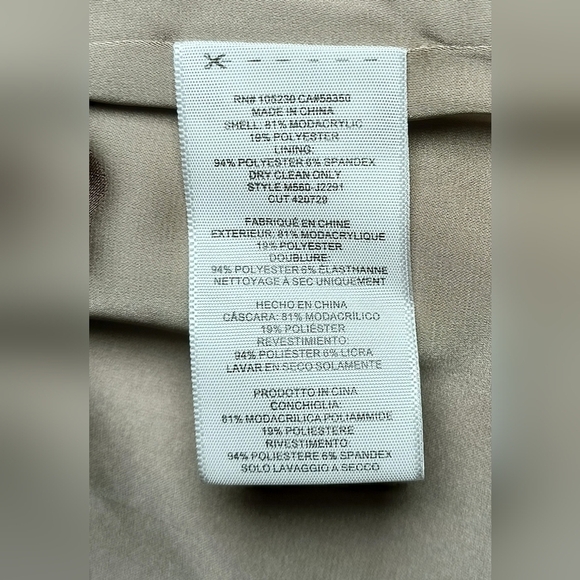 RN# 105230 CA#58350
MADE IN CHINA
SHELL: 81% MODACRYLIC
19% POLYESTER
LINING:
94% POLYESTER 6% SPANDEX
DRY CLEAN ONLY
STYLE M560-J2291
CUT 420729
FABRIQUÉ EN CHINE
EXTERIEUR: 81% MODACRYLIQUE
19% POLYESTER
DOUBLURE:
94% POLYESTER 6% ÉLASTHANNE
NETTOYAGE A SEC UNIQUEMENT
HECHO EN CHINA
CÁSCARA: 81% MODACRÍLICO
19% POLIÉSTER
REVESTIMIENTO:
94% POLIÉSTER 6% LICRA
LAVAR EN SECO SOLAMENTE
PRODOTTO IN CINA
CONCHIGLIA:
81% MODACRILICA POLIAMMIDE
19% POLIESTERE
RIVESTIMENTO:
94% POLIESTERE 6% SPANDEX
SOLO LAVAGGIO A SECCO